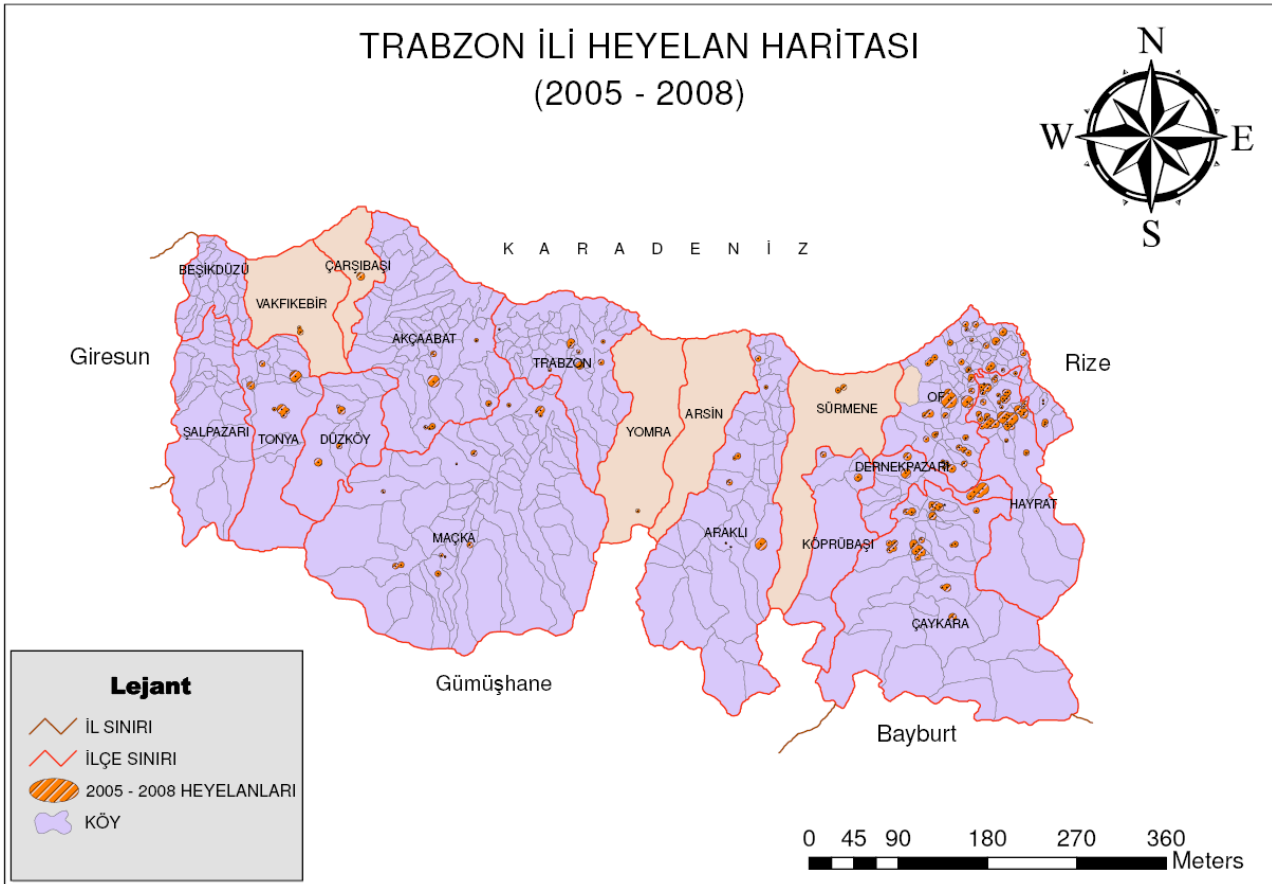 TRABZON İLİ HEYELAN HARİTASI
(2005 - 2008)
N
W
E
S
K A R A D E N İ Z
BEŞİKDÜZÜ
ÇARŞIBAŞI
VAKFIKEBİR
AKÇAABAT
Giresun
TRABZON
Rize
OF
SÜRMENE
ARSİN
YOMRA
ŞALPAZARI
TONYA
DÜZKÖY
DERNEKPAZARI
HAYRAT
MAÇKA
ARAKLI
KÖPRÜBAŞI
ÇAYKARA
Gümüşhane
Bayburt
Lejant
İL SINIRI
İLÇE SINIRI
2005 - 2008 HEYELANLARI
KÖY
0 45 90 180 270 360
Meters